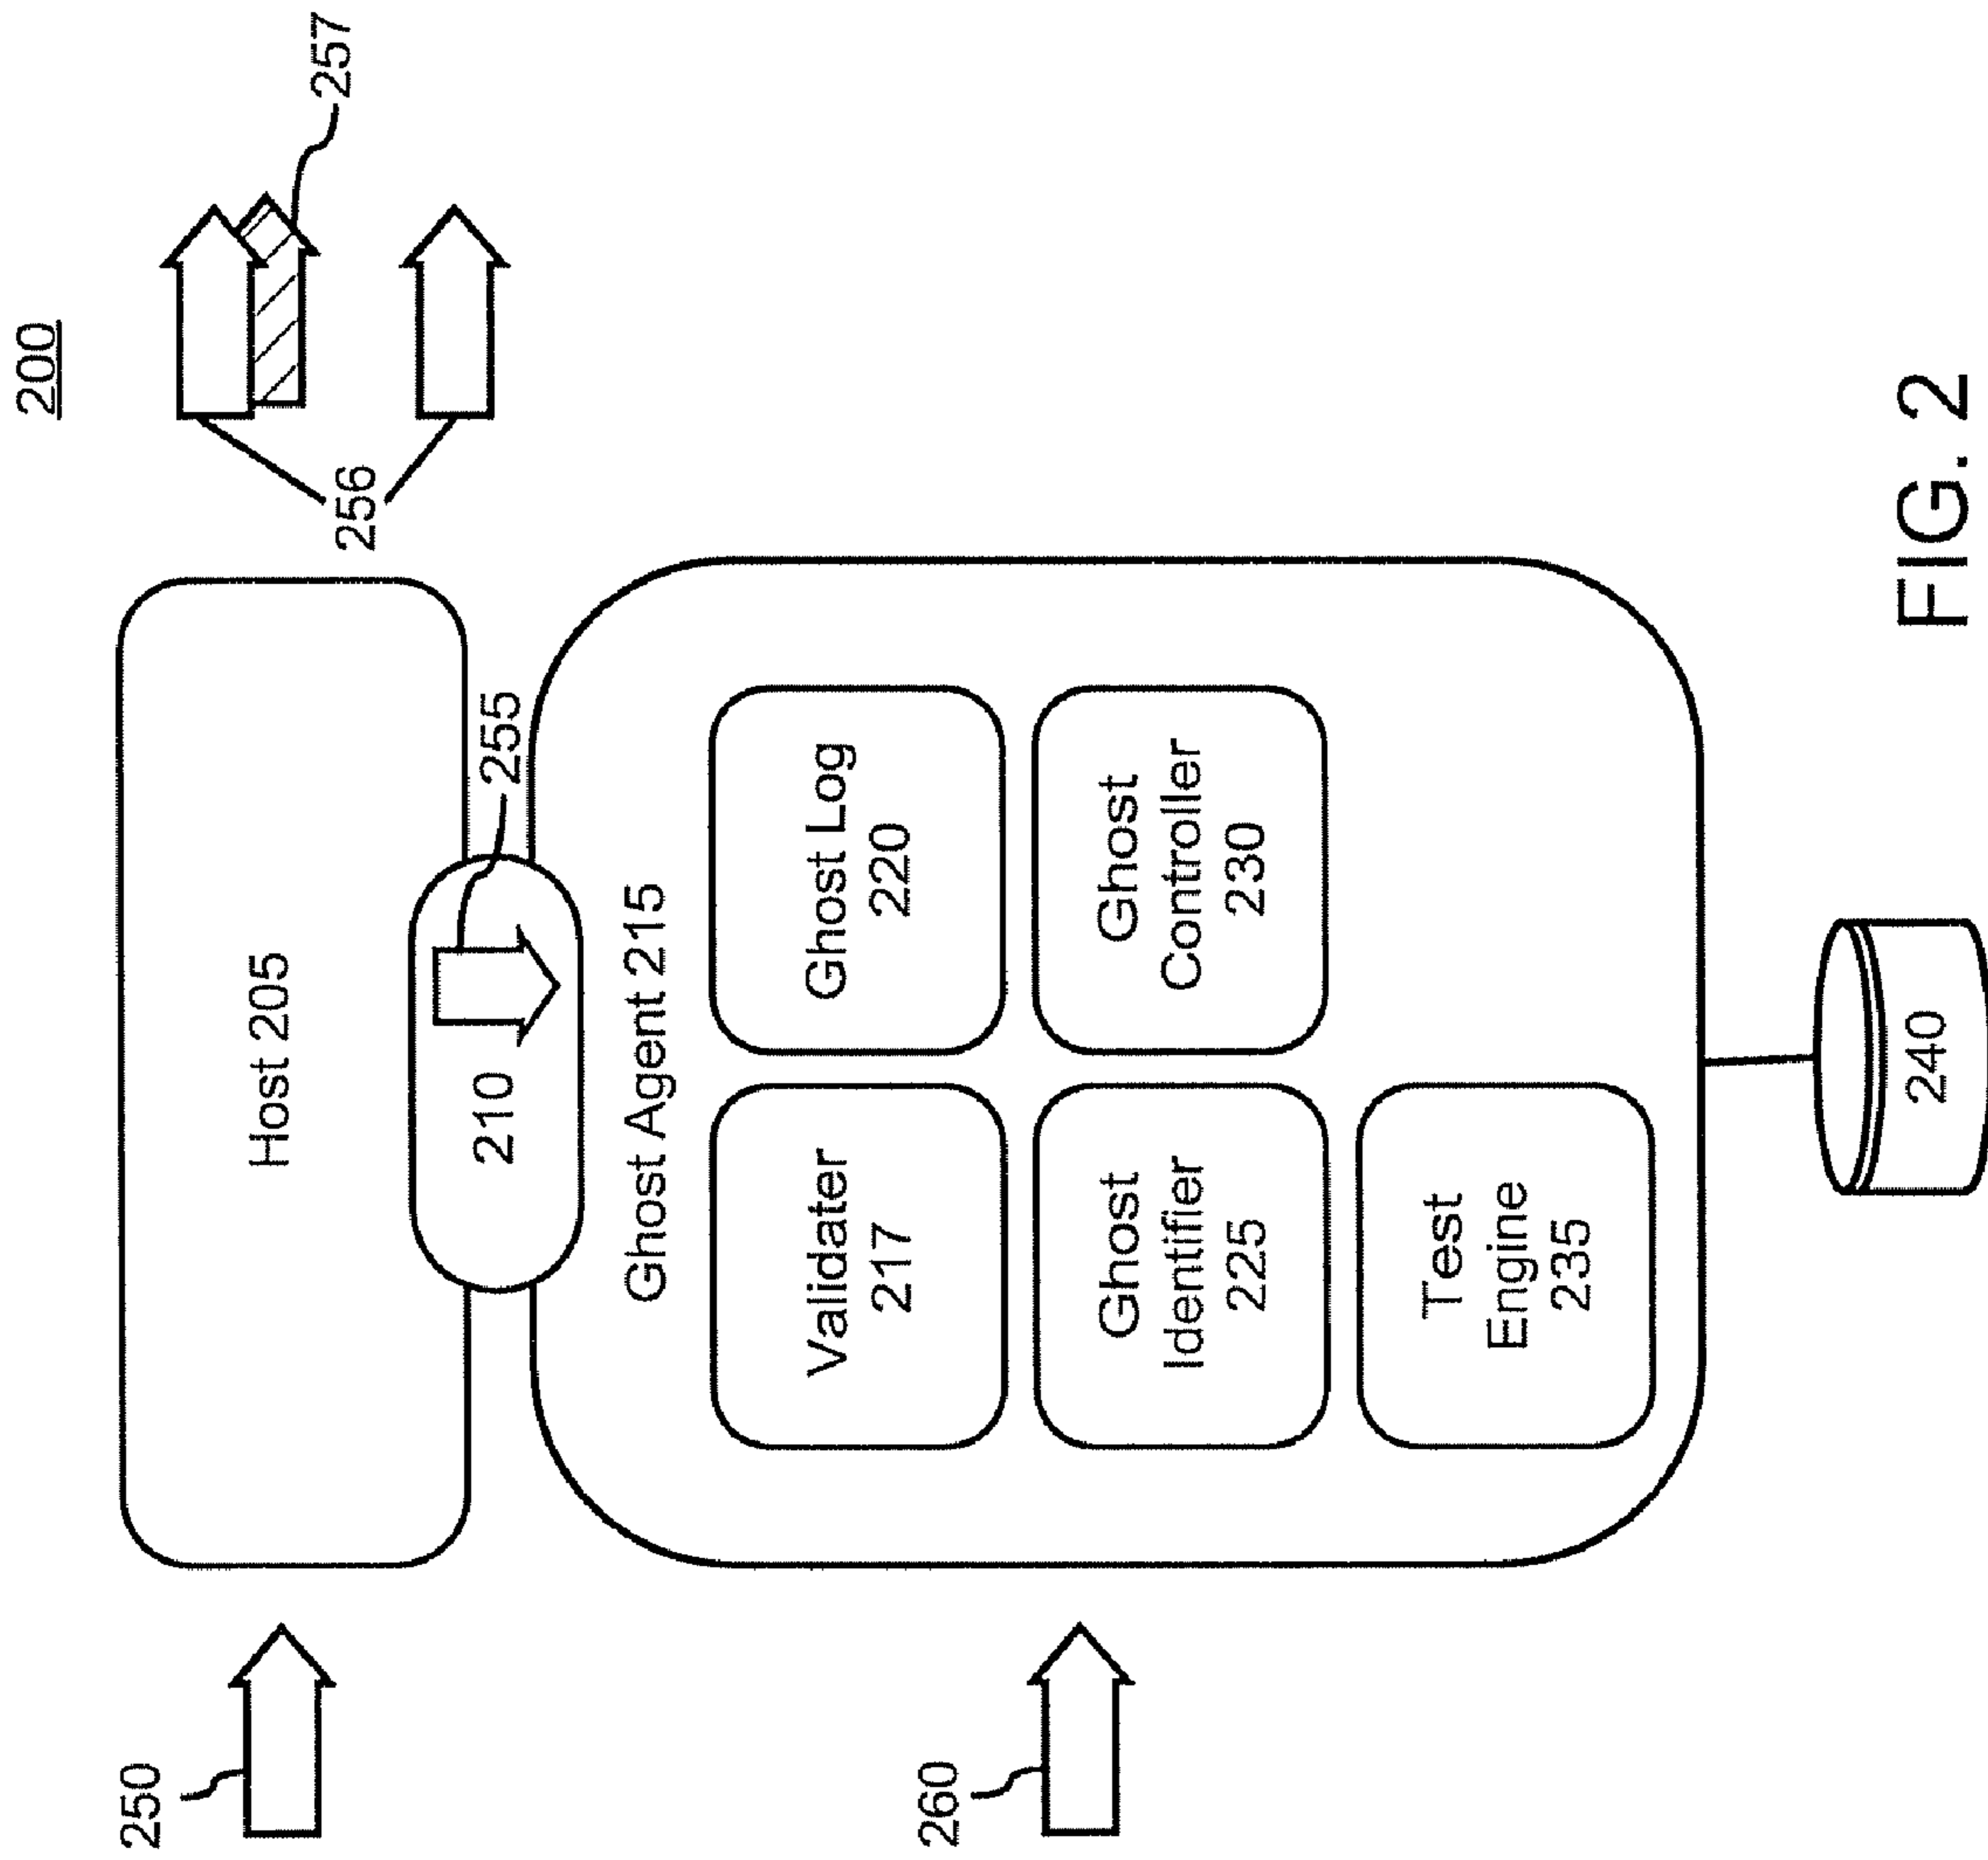 200
250
Host 205
256
257
210
255
Ghost Agent 215
Validater
217
Ghost Log
220
260
Ghost
Identifier
225
Ghost
Controller
230
Test
Engine
235
240
FIG. 2